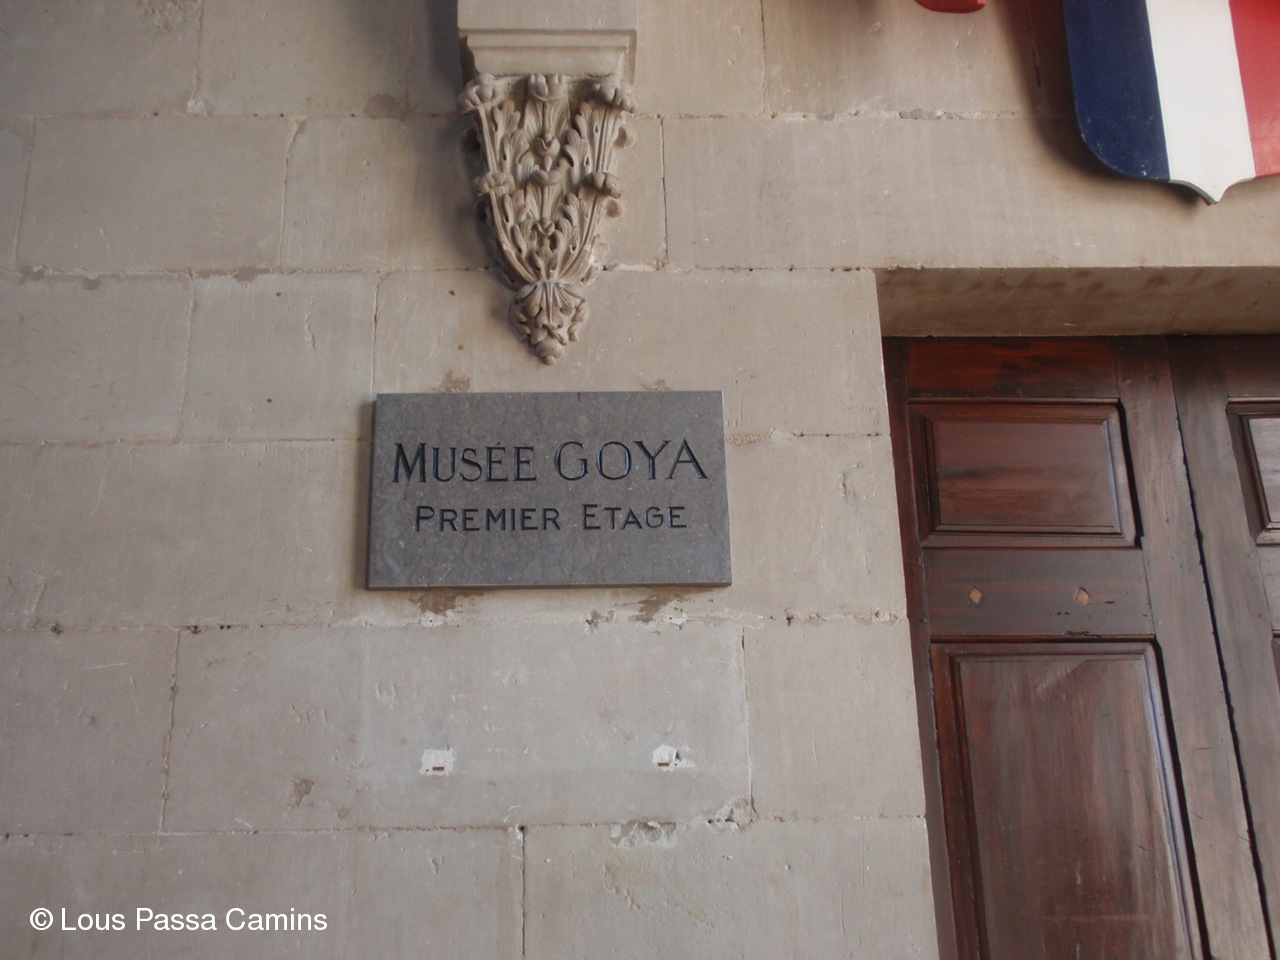 MUSÉE GOYA
PREMIER ETAGE
© Lous Passa Camins